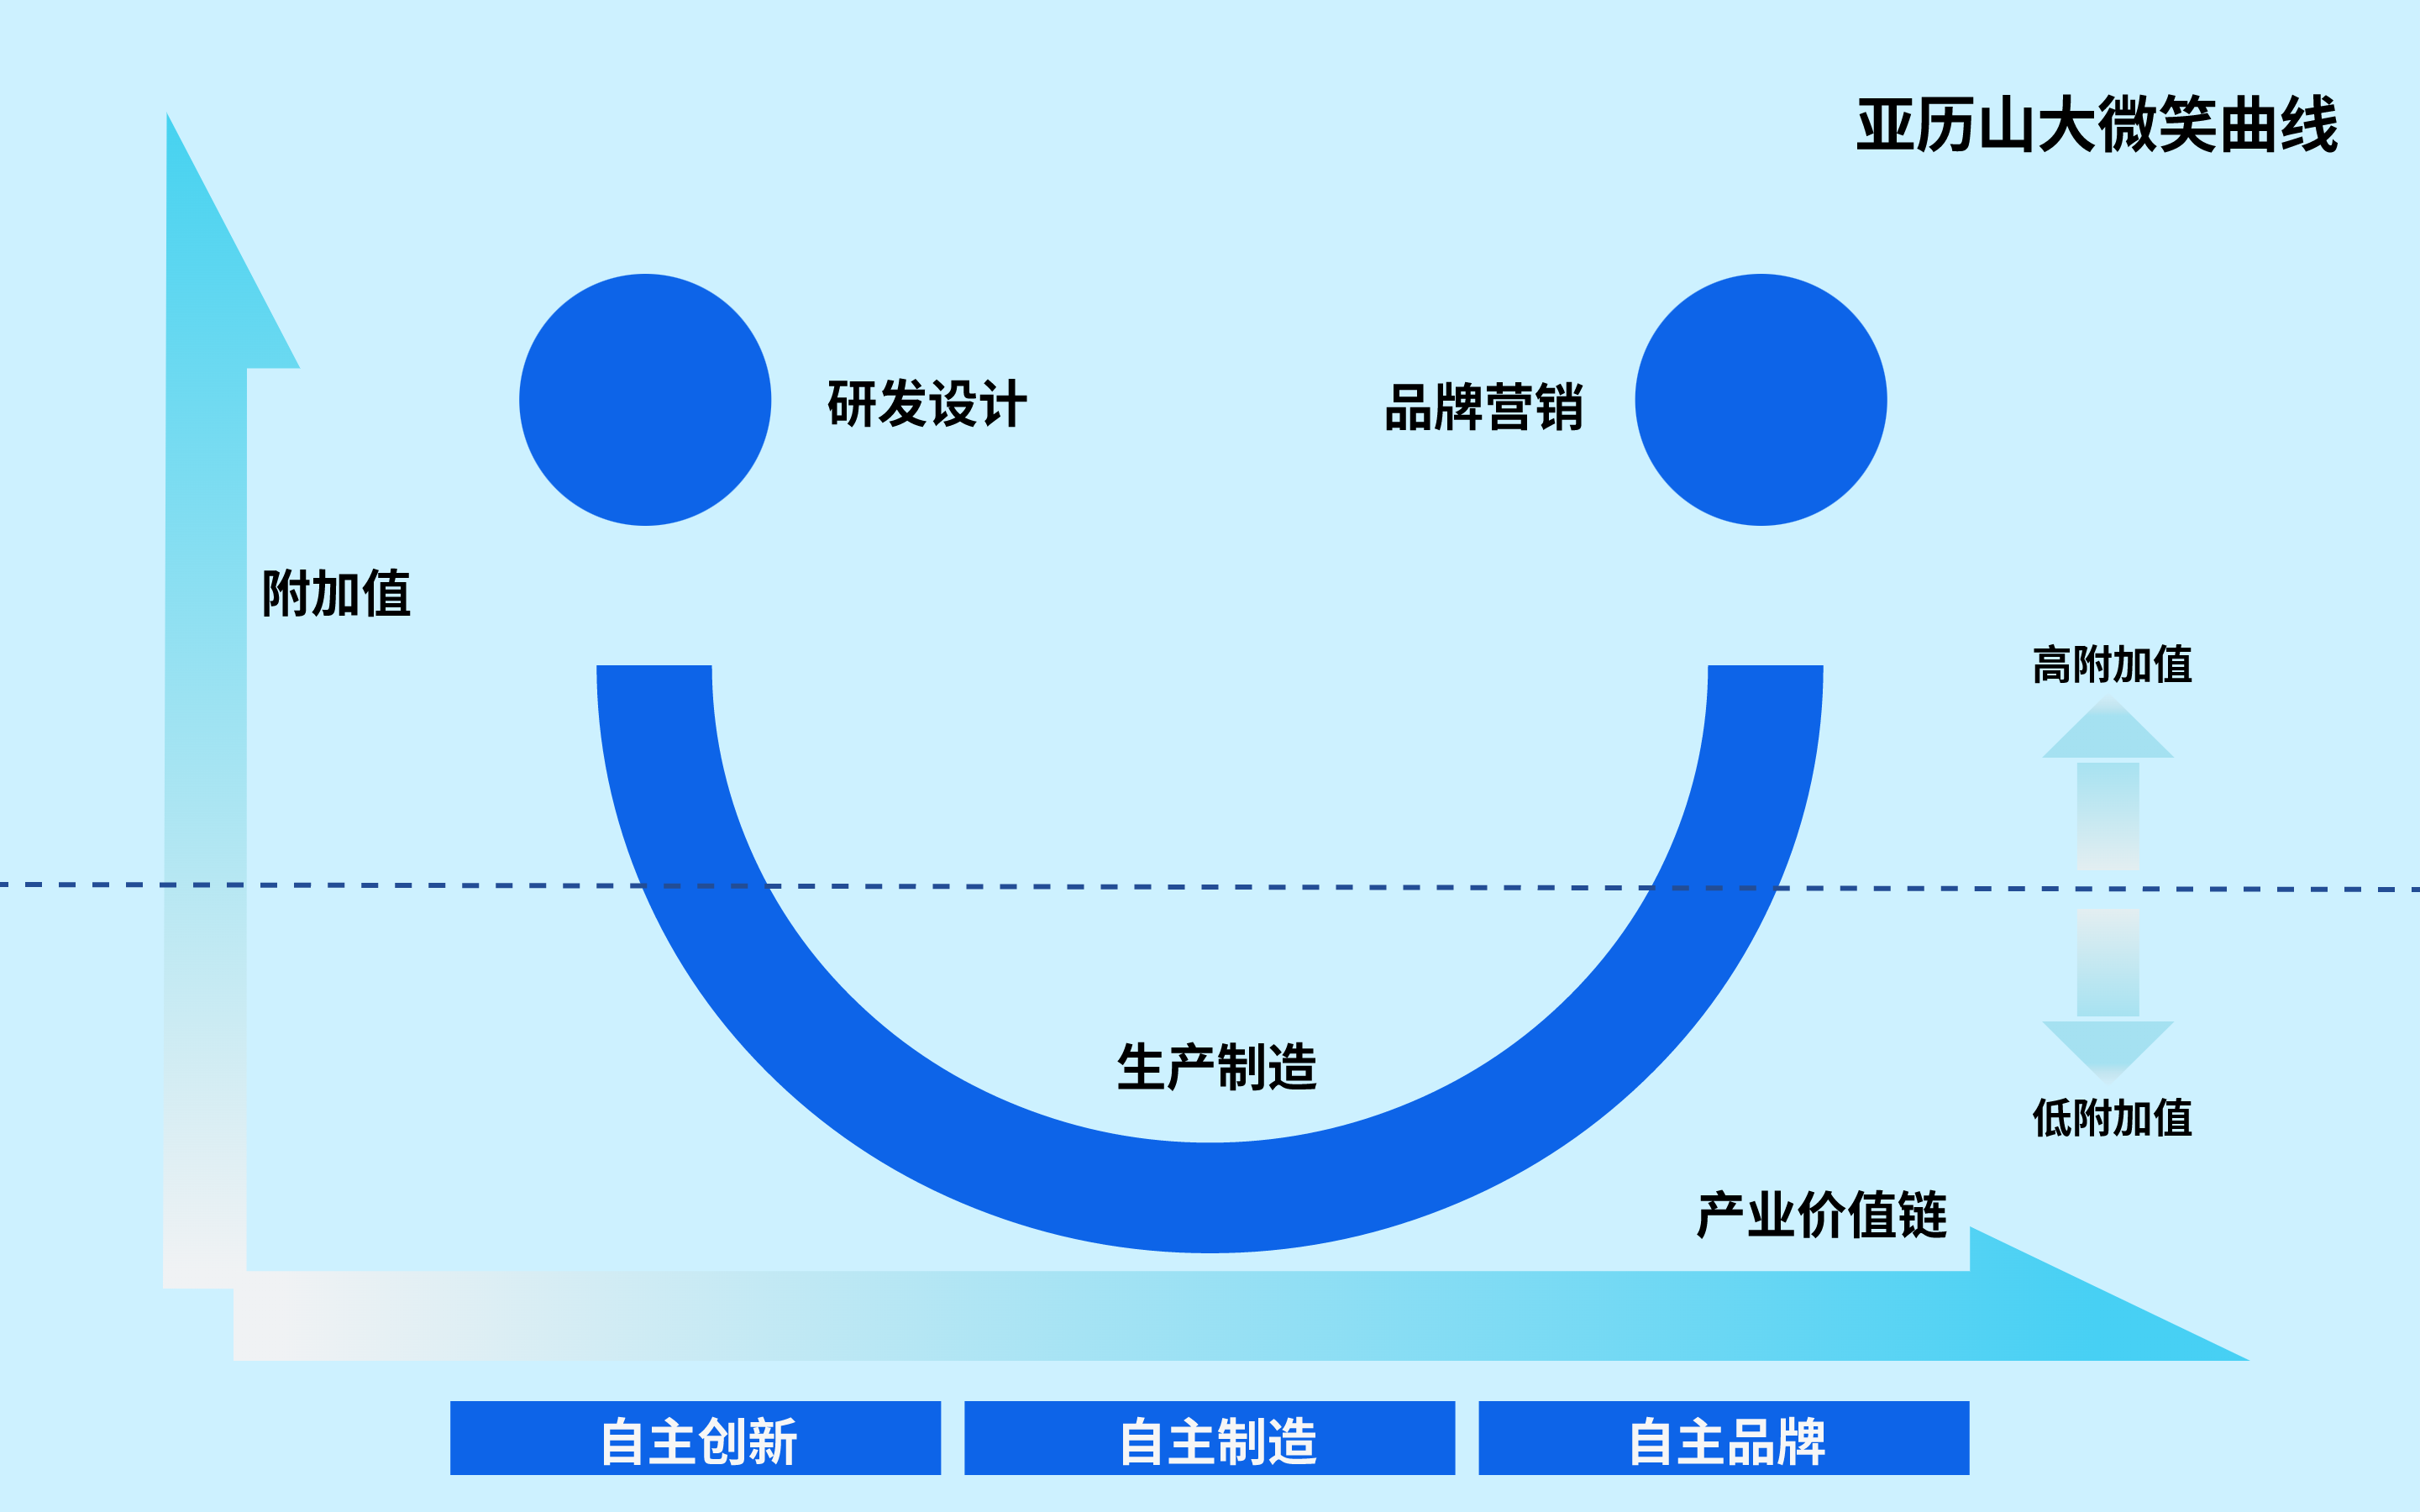 亚历山大微笑曲线
研发设计
品牌营销
附加值
高附加值
生产制造
低附加值
产业价值链
自主创新
自主制造
自主品牌